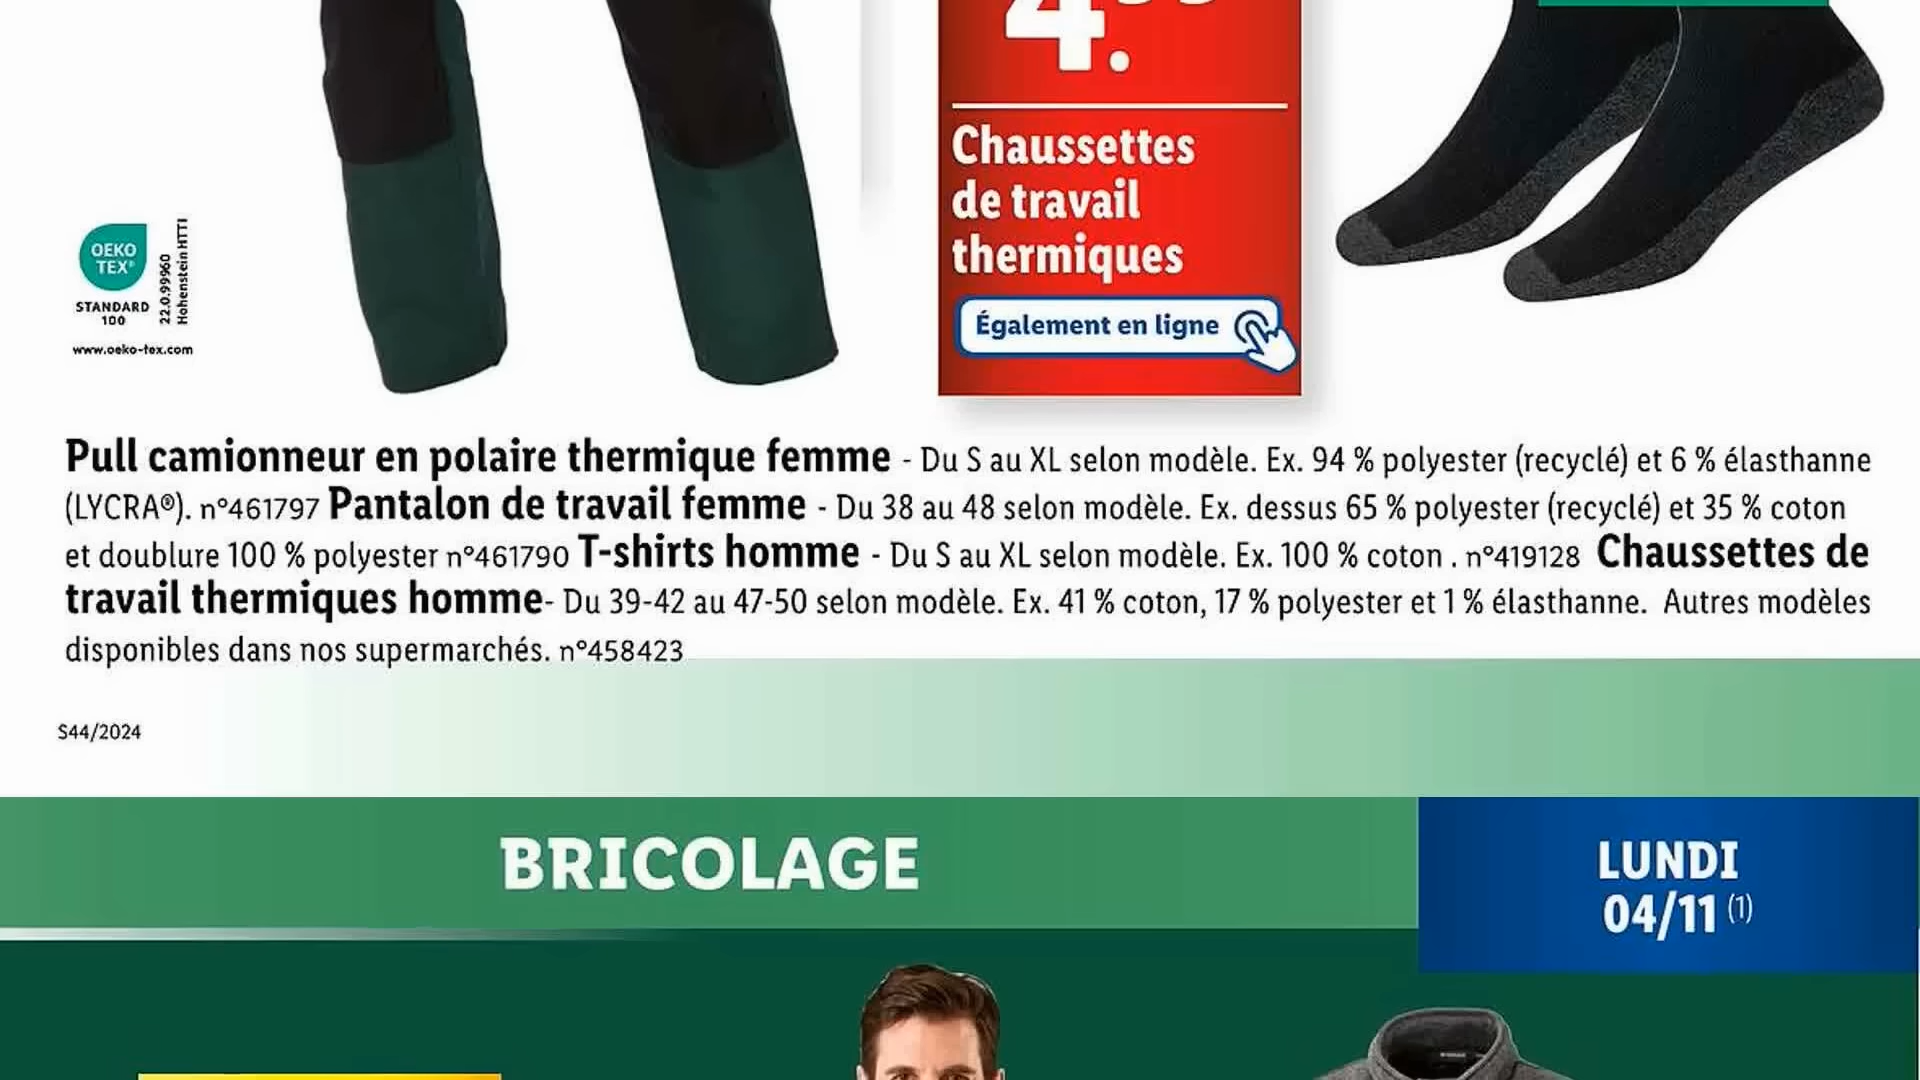 4.
Chaussettes
de travail
thermiques
Également en ligne
OEKO
TEX®
STANDARD
100
22.0.99960
Hohenstein HTTI
www.oeko-tex.com
Pull camionneur en polaire thermique femme - Du S au XL selon modèle. Ex. 94 % polyester (recyclé) et 6 % élasthanne
(LYCRA®). n°461797 Pantalon de travail femme - Du 38 au 48 selon modèle. Ex. dessus 65 % polyester (recyclé) et 35 % coton
et doublure 100 % polyester n°461790 T-shirts homme - Du S au XL selon modèle. Ex. 100 % coton . n°419128 Chaussettes de
travail thermiques homme- Du 39-42 au 47-50 selon modèle. Ex. 41 % coton, 17 % polyester et 1 % élasthanne. Autres modèles
disponibles dans nos supermarchés. n°458423
S44/2024
BRICOLAGE
LUNDI
04/11 (1)